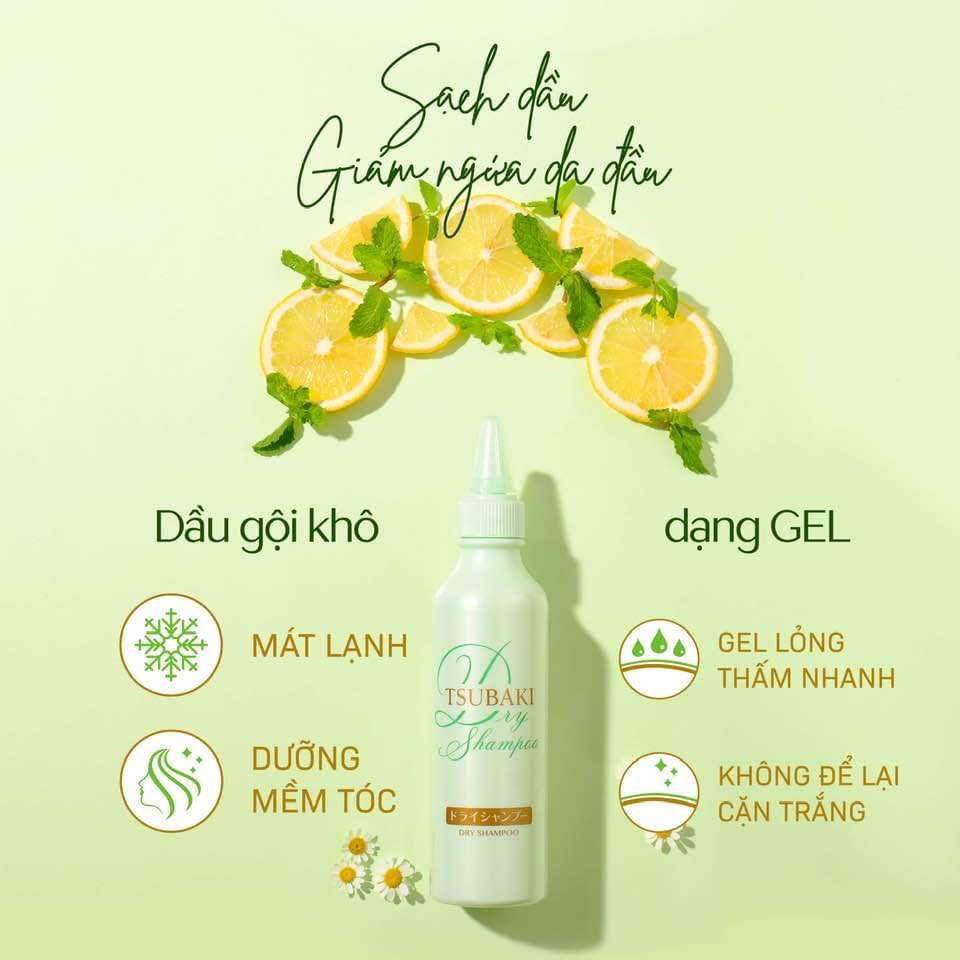 Sạch dầu
Giảm ngứa da đầu
Dầu gội khô
dạng GEL
MÁT LẠNH
DƯỠNG
MỀM TÓC
GEL LỎNG
THẤM NHANH
KHÔNG ĐỂ LẠI
CẶN TRẮNG
TSUBAKI
Dry
Shampoo
ドライシャンプー
DRY SHAMPOO